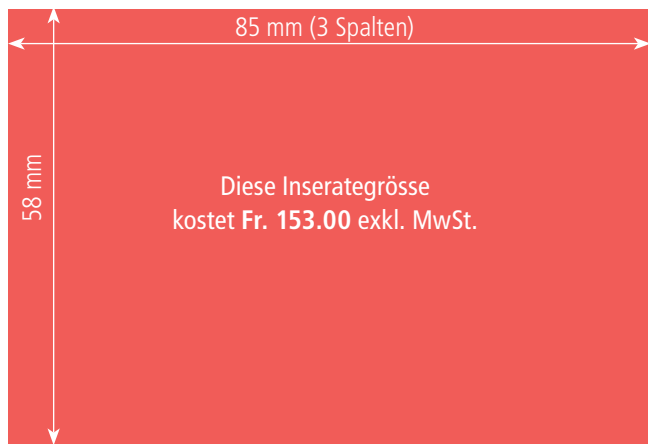 85 mm (3 Spalten)
58 mm
Diese Inserategrösse
kostet Fr. 153.00 exkl. MwSt.